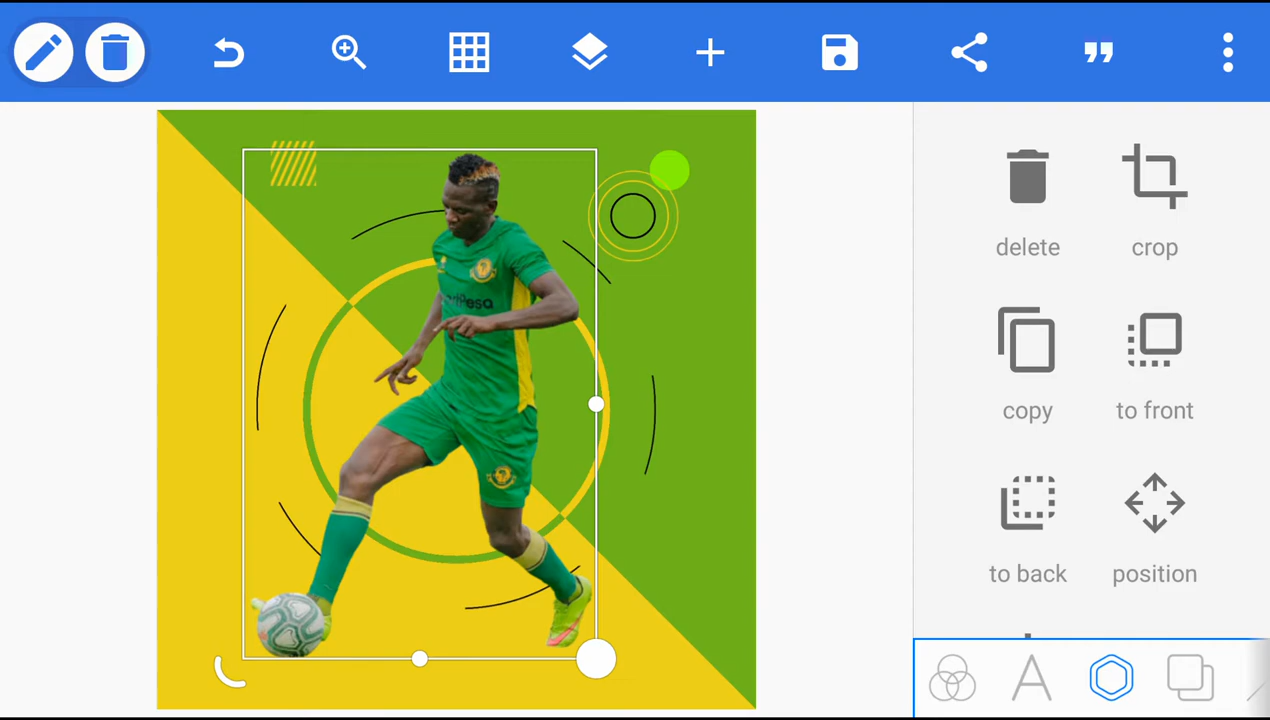 delete
crop
copy
to front
to back
position